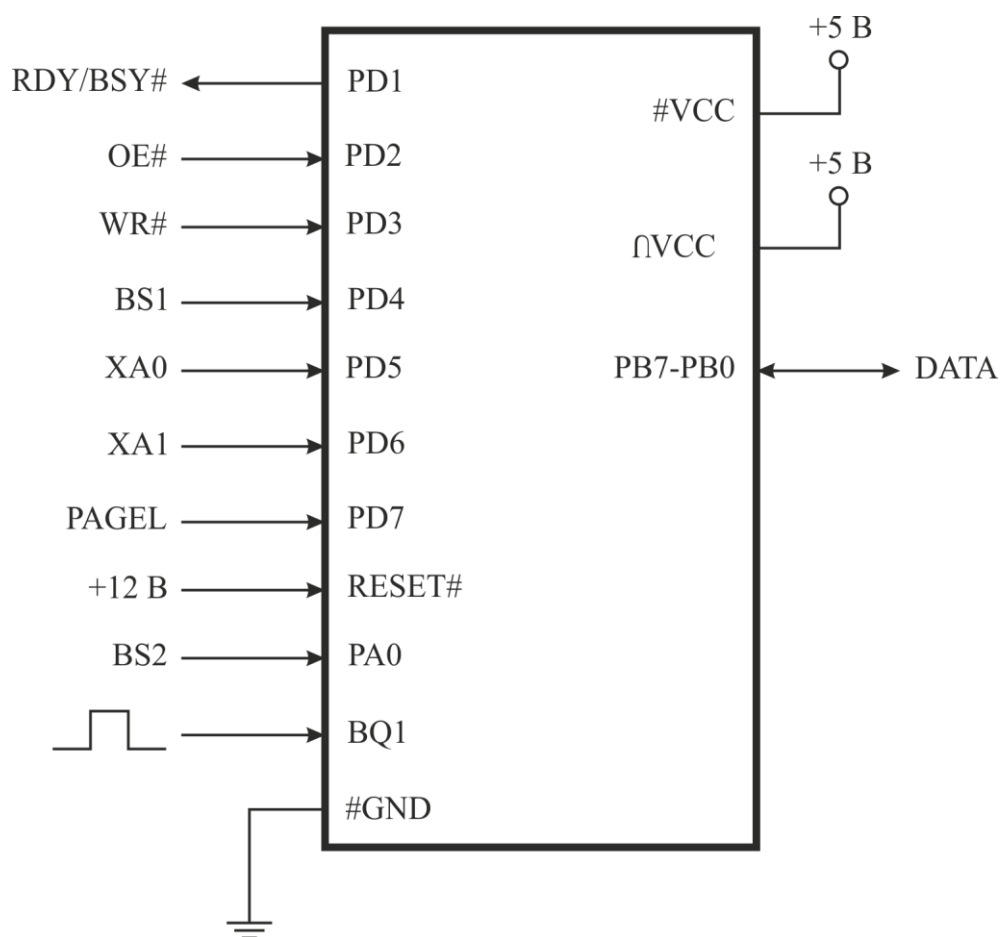 +5 В
RDY/BSY# PD1
#VCC
OE# PD2
+5 В
WR# PD3
∩VCC
BS1 PD4
XA0 PD5 PB7-PB0 DATA
XA1 PD6
PAGEL PD7
+12 В RESET#
BS2 PA0
BQ1
#GND